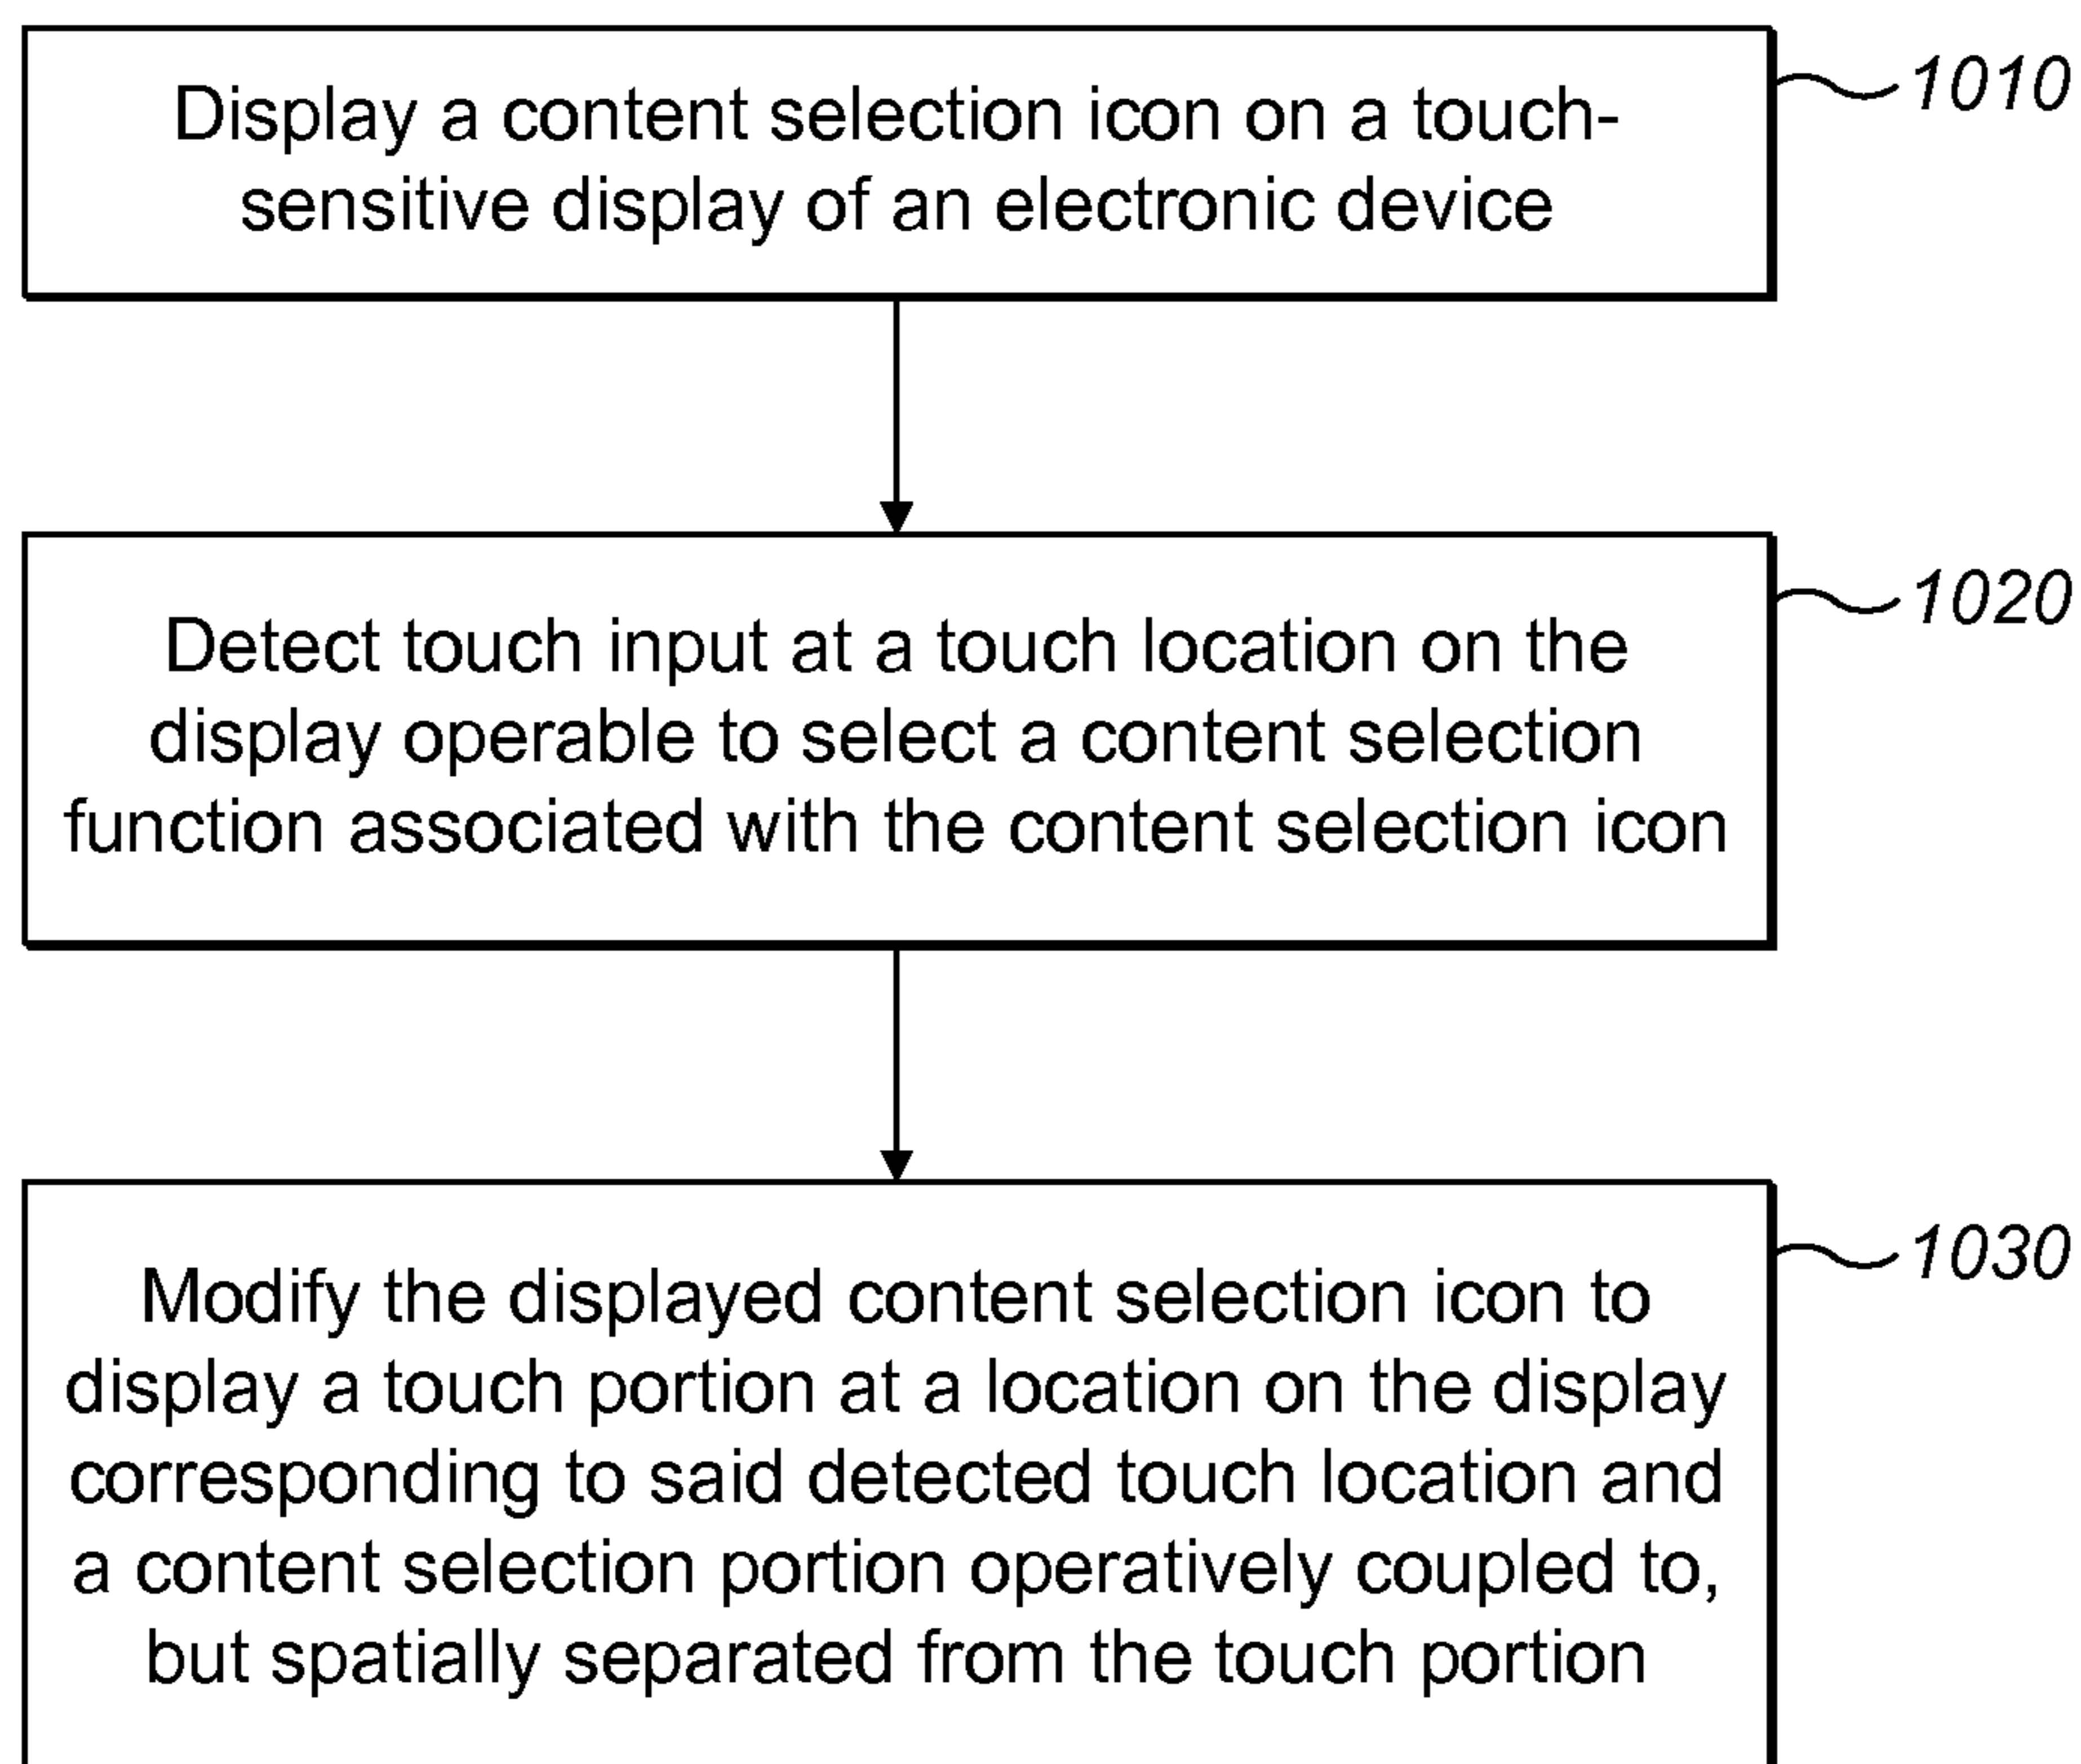 Display a content selection icon on a touch-
sensitive display of an electronic device
1010
Detect touch input at a touch location on the
display operable to select a content selection
function associated with the content selection icon
1020
Modify the displayed content selection icon to
display a touch portion at a location on the display
corresponding to said detected touch location and
a content selection portion operatively coupled to,
but spatially separated from the touch portion
1030